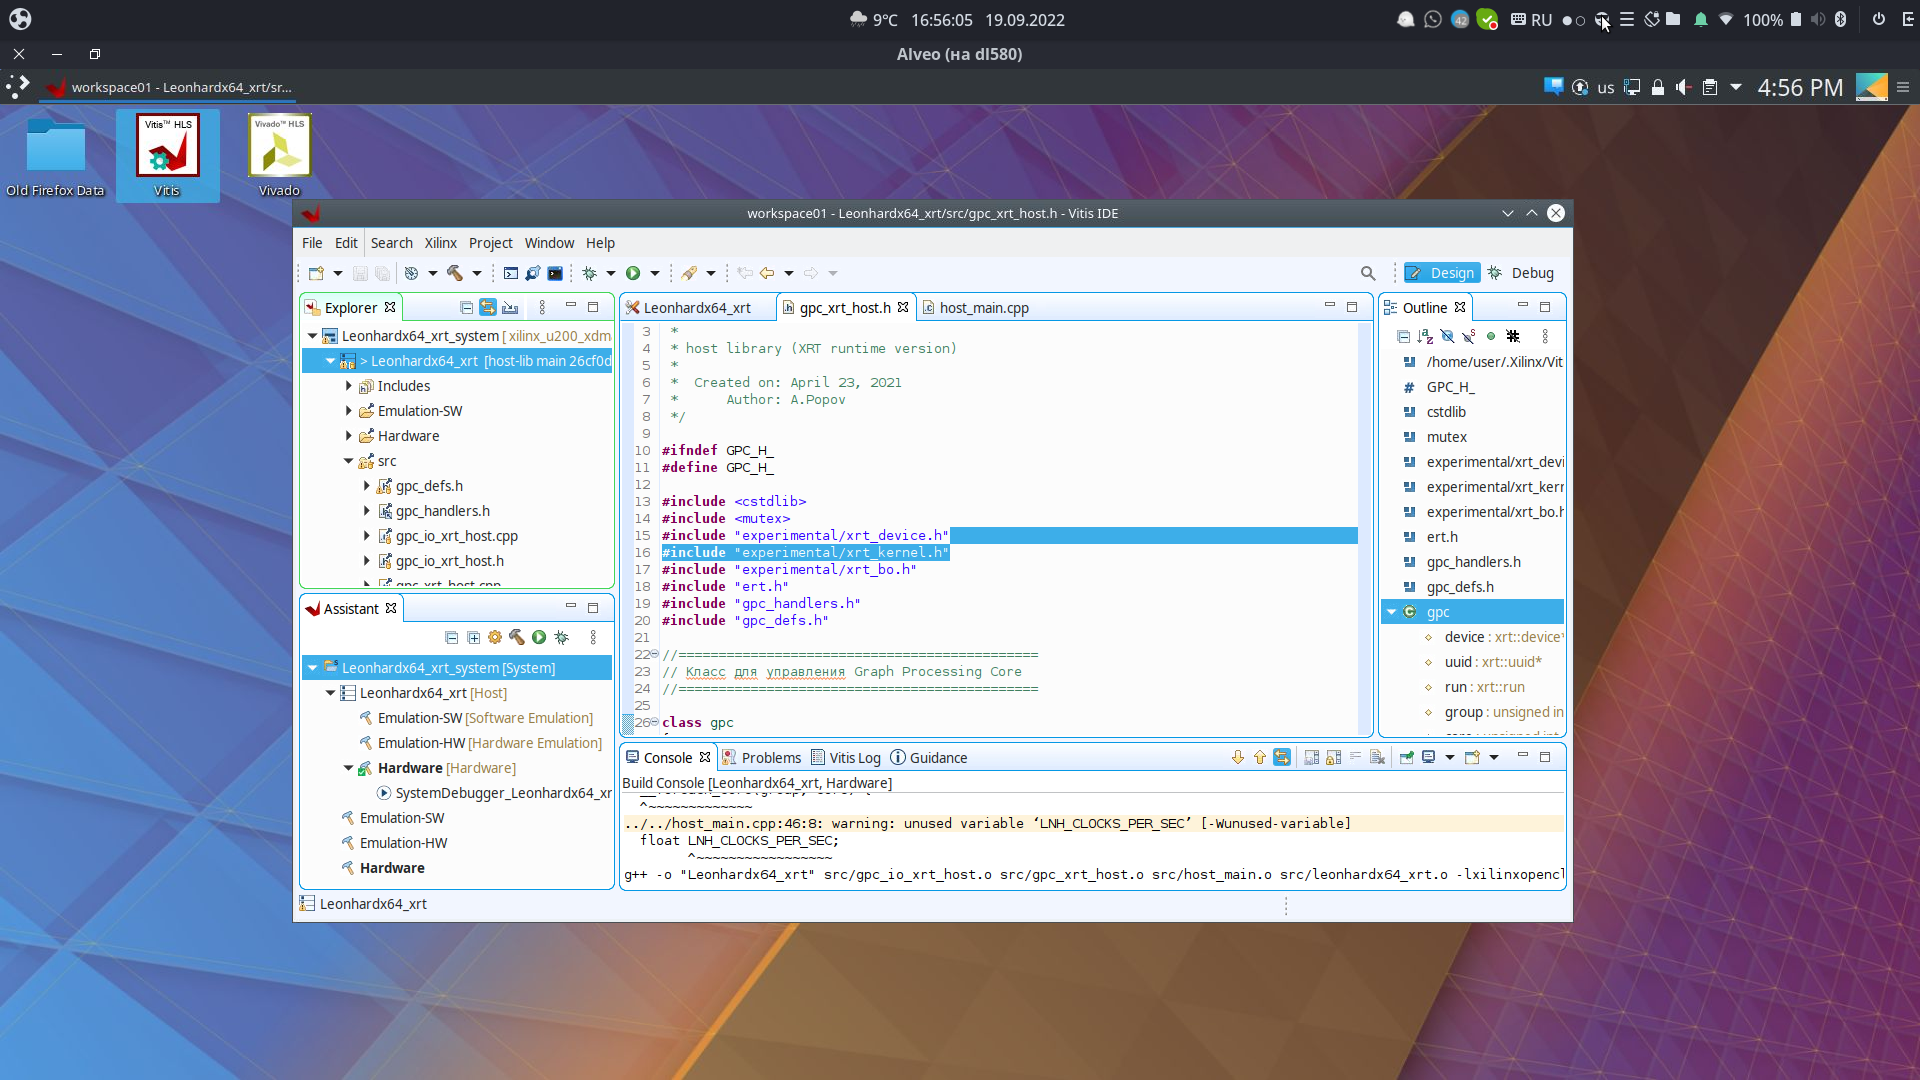 9°C 16:56:05 19.09.2022
42 RU 100%
Alveo (на dl580)
workspace01 - Leonhardx64_xrt/sr...
us 4:56 PM
Vitis™ HLS
Vivado™ HLS
Old Firefox Data
Vitis
Vivado
workspace01 - Leonhardx64_xrt/src/gpc_xrt_host.h - Vitis IDE
File Edit Search Xilinx Project Window Help
Design Debug
Explorer
Leonhardx64_xrt_system [ xilinx_u200_xdm
> Leonhardx64_xrt [host-lib main 26cf0d
Includes
Emulation-SW
Hardware
src
gpc_defs.h
gpc_handlers.h
gpc_io_xrt_host.cpp
gpc_io_xrt_host.h
gpc_xrt_host.cpp
Assistant
Leonhardx64_xrt_system [System]
Leonhardx64_xrt [Host]
Emulation-SW [Software Emulation]
Emulation-HW [Hardware Emulation]
Hardware [Hardware]
SystemDebugger_Leonhardx64_xr
Emulation-SW
Emulation-HW
Hardware
Leonhardx64_xrt gpc_xrt_host.h host_main.cpp
3 *
4 * host library (XRT runtime version)
5 *
6 * Created on: April 23, 2021
7 * Author: A.Popov
8 */
9
10 #ifndef GPC_H_
11 #define GPC_H_
12
13 #include <cstdlib>
14 #include <mutex>
15 #include "experimental/xrt_device.h"
16 #include "experimental/xrt_kernel.h"
17 #include "experimental/xrt_bo.h"
18 #include "ert.h"
19 #include "gpc_handlers.h"
20 #include "gpc_defs.h"
21
22 //=============================================
23 // Класс для управления Graph Processing Core
24 //=============================================
25
26 class gpc
Outline
/home/user/.Xilinx/Vit
GPC_H_
cstdlib
mutex
experimental/xrt_devi
experimental/xrt_kerr
experimental/xrt_bo.h
ert.h
gpc_handlers.h
gpc_defs.h
gpc
device : xrt::device*
uuid : xrt::uuid*
run : xrt::run
group : unsigned in
Console Problems Vitis Log Guidance
Build Console [Leonhardx64_xrt, Hardware]
^~~~~~~~~~~~~~
../../host_main.cpp:46:8: warning: unused variable ‘LNH_CLOCKS_PER_SEC’ [-Wunused-variable]
float LNH_CLOCKS_PER_SEC;
^~~~~~~~~~~~~~~~~~
g++ -o "Leonhardx64_xrt" src/gpc_io_xrt_host.o src/gpc_xrt_host.o src/host_main.o src/leonhardx64_xrt.o -lxilinxopencl
Leonhardx64_xrt